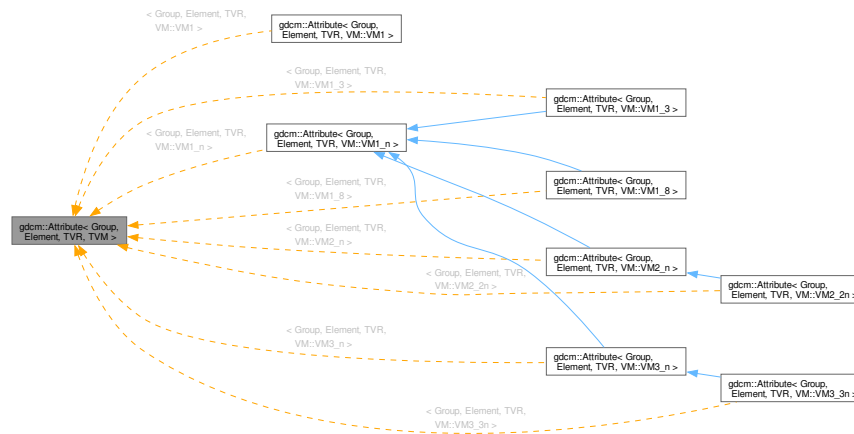 < Group, Element, TVR,
VM::VM1 >
gdcm::Attribute< Group,
Element, TVR, VM::VM1 >
< Group, Element, TVR,
VM::VM1_3 >
gdcm::Attribute< Group,
Element, TVR, VM::VM1_3 >
< Group, Element, TVR,
VM::VM1_n >
gdcm::Attribute< Group,
Element, TVR, VM::VM1_n >
< Group, Element, TVR,
VM::VM1_8 >
gdcm::Attribute< Group,
Element, TVR, VM::VM1_8 >
gdcm::Attribute< Group,
Element, TVR, TVM >
< Group, Element, TVR,
VM::VM2_n >
gdcm::Attribute< Group,
Element, TVR, VM::VM2_n >
< Group, Element, TVR,
VM::VM2_2n >
gdcm::Attribute< Group,
Element, TVR, VM::VM2_2n >
< Group, Element, TVR,
VM::VM3_n >
gdcm::Attribute< Group,
Element, TVR, VM::VM3_n >
gdcm::Attribute< Group,
Element, TVR, VM::VM3_3n >
< Group, Element, TVR,
VM::VM3_3n >